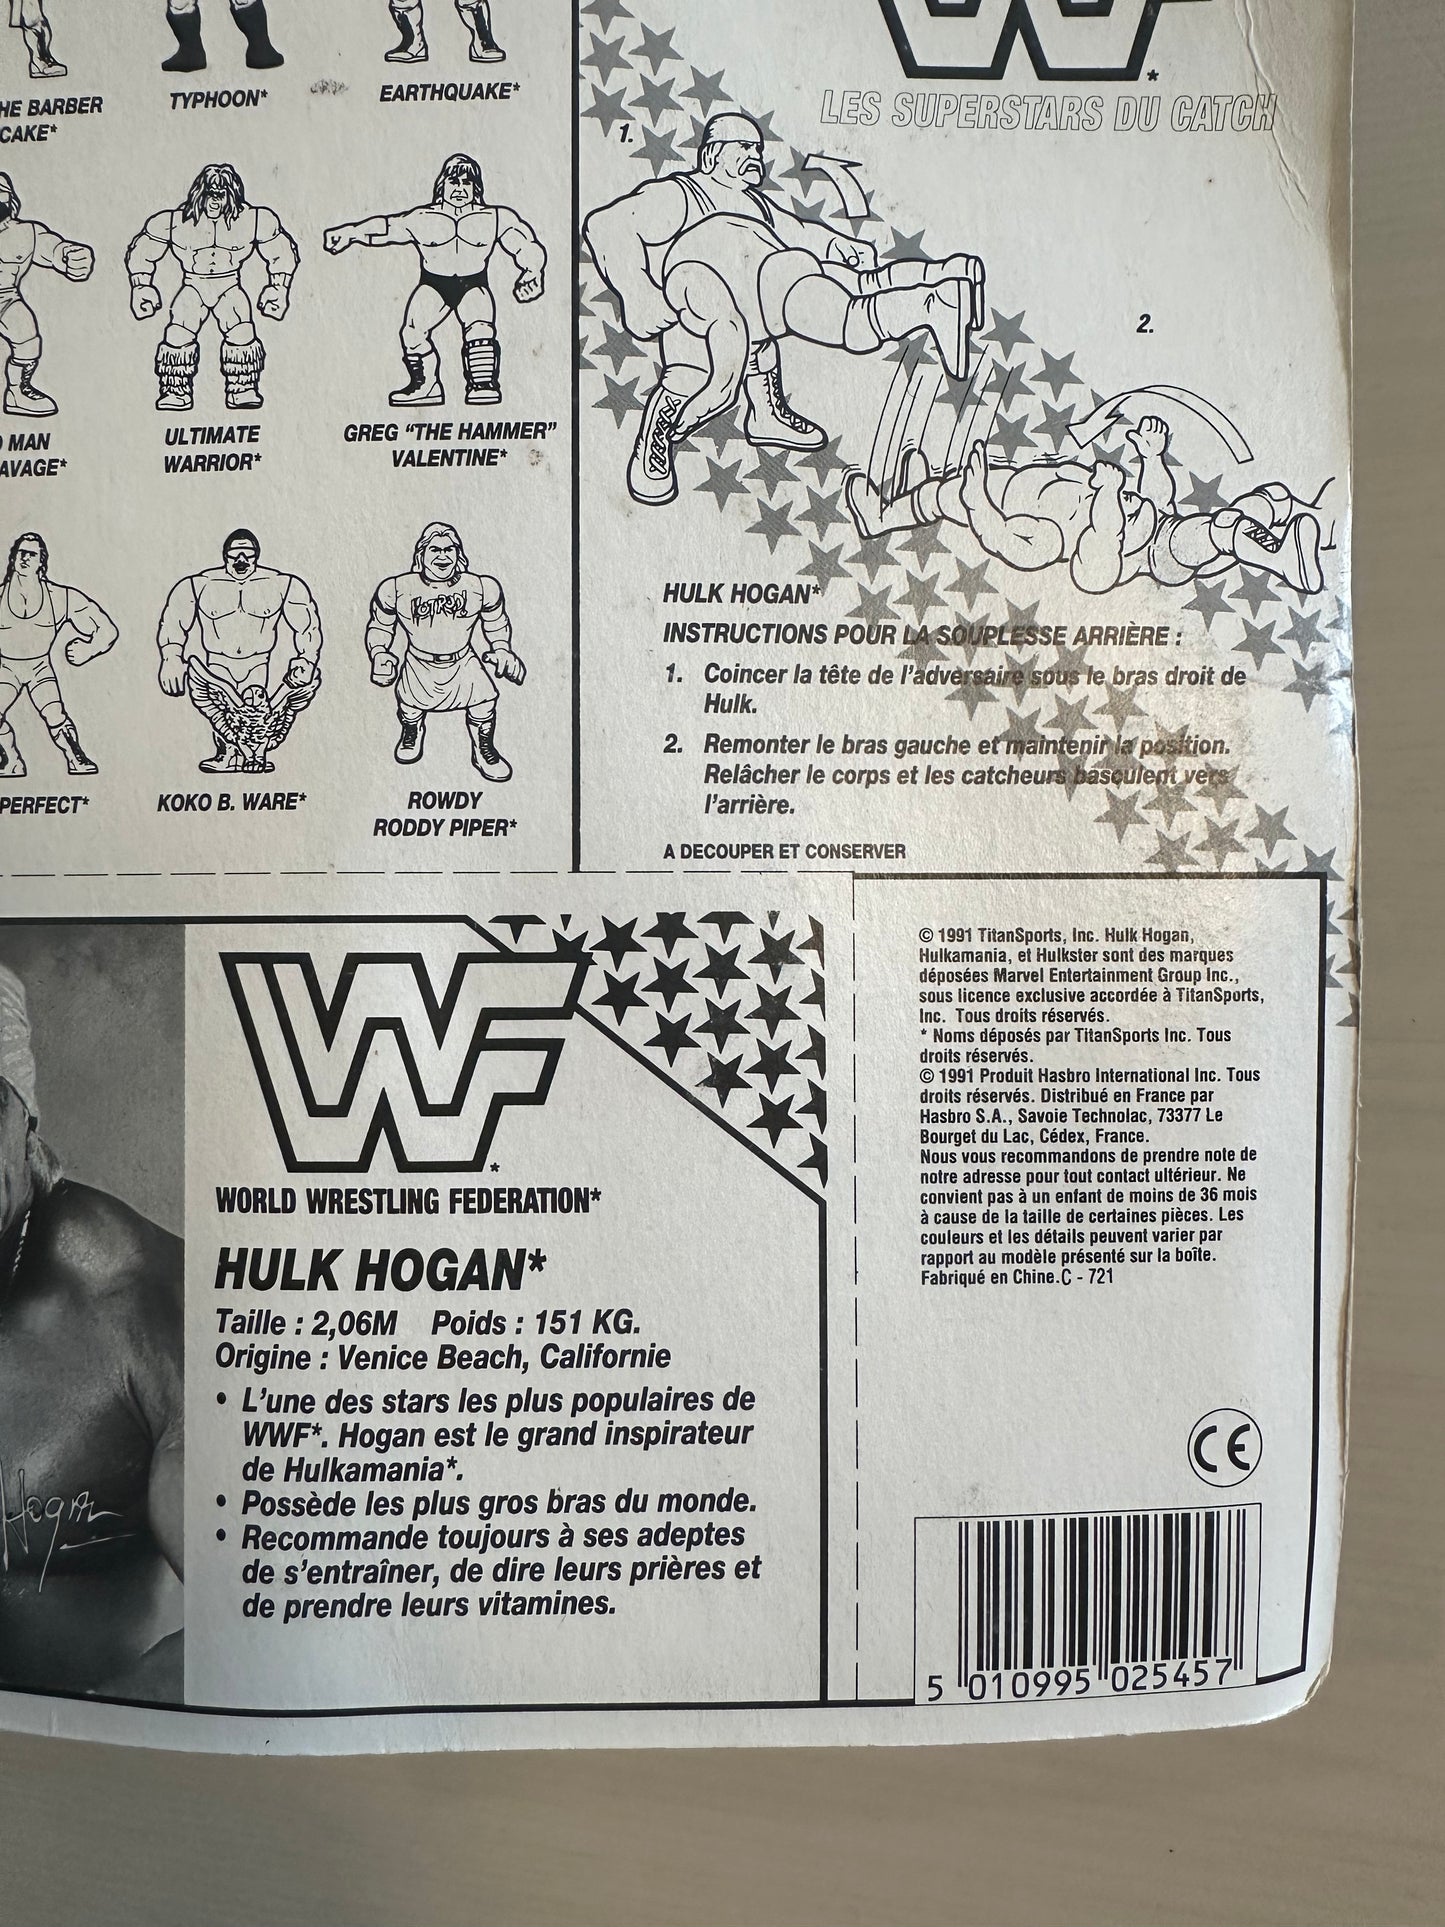 HE BARBER
CAKE*
TYPHOON*
EARTHQUAKE*
MAN
AVAGE*
ULTIMATE
WARRIOR*
GREG “THE HAMMER”
VALENTINE*
HOT ROD!
PERFECT*
KOKO B. WARE*
ROWDY
RODDY PIPER*
WF*
LES SUPERSTARS DU CATCH
1.
2.
HULK HOGAN*
INSTRUCTIONS POUR LA SOUPLESSE ARRIÈRE :
1. Coincer la tête de l'adversaire sous le bras droit de
Hulk.
2. Remonter le bras gauche et maintenir la position.
Relâcher le corps et les catcheurs basculent vers
l'arrière.
A DECOUPER ET CONSERVER
WF*
WORLD WRESTLING FEDERATION*
HULK HOGAN*
Taille : 2,06M Poids : 151 KG.
Origine : Venice Beach, Californie
• L'une des stars les plus populaires de
WWF*. Hogan est le grand inspirateur
de Hulkamania*.
• Possède les plus gros bras du monde.
• Recommande toujours à ses adeptes
de s'entraîner, de dire leurs prières et
de prendre leurs vitamines.
Hogan
© 1991 TitanSports, Inc. Hulk Hogan,
Hulkamania, et Hulkster sont des marques
déposées Marvel Entertainment Group Inc.,
sous licence exclusive accordée à TitanSports,
Inc. Tous droits réservés.
* Noms déposés par TitanSports Inc. Tous
droits réservés.
© 1991 Produit Hasbro International Inc. Tous
droits réservés. Distribué en France par
Hasbro S.A., Savoie Technolac, 73377 Le
Bourget du Lac, Cédex, France.
Nous vous recommandons de prendre note de
notre adresse pour tout contact ultérieur. Ne
convient pas à un enfant de moins de 36 mois
à cause de la taille de certaines pièces. Les
couleurs et les détails peuvent varier par
rapport au modèle présenté sur la boîte.
Fabriqué en Chine.C - 721
CE
5 010995 025457